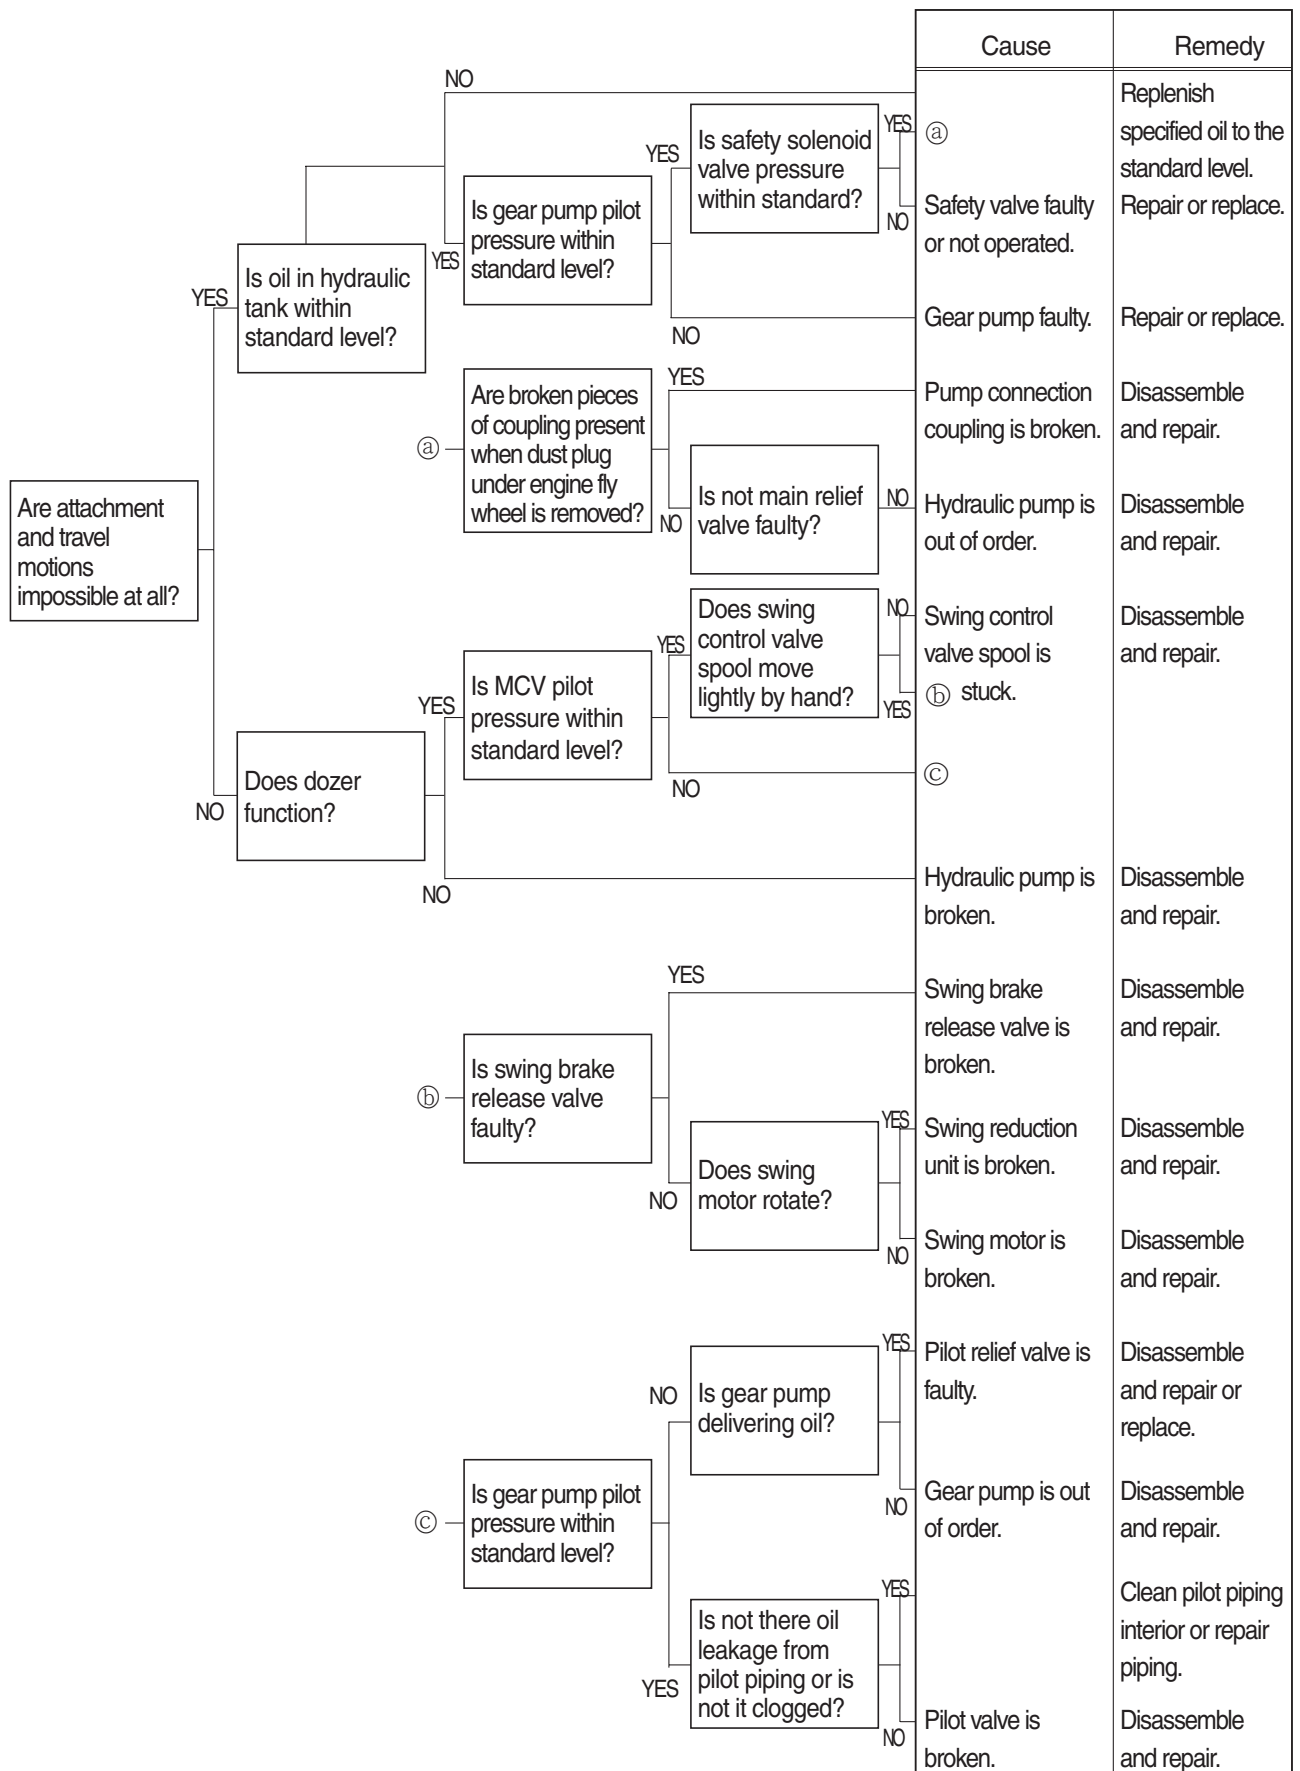 Cause
Remedy
NO
Replenish
specified oil to the
standard level.
YES
Is safety solenoid
valve pressure
within standard?
YES
ⓐ
NO
Safety valve faulty
or not operated.
Repair or replace.
Is gear pump pilot
pressure within
standard level?
YES
YES
Is oil in hydraulic
tank within
standard level?
NO
Gear pump faulty.
Repair or replace.
ⓐ
Are broken pieces
of coupling present
when dust plug
under engine fly
wheel is removed?
YES
Pump connection
coupling is broken.
Disassemble
and repair.
NO
Is not main relief
valve faulty?
NO
Hydraulic pump is
out of order.
Disassemble
and repair.
Are attachment
and travel
motions
impossible at all?
Does swing
control valve
spool move
lightly by hand?
NO
Swing control
valve spool is
ⓑ stuck.
Disassemble
and repair.
YES
YES
YES
Is MCV pilot
pressure within
standard level?
NO
ⓒ
NO
Does dozer
function?
NO
Hydraulic pump is
broken.
Disassemble
and repair.
YES
Swing brake
release valve is
broken.
Disassemble
and repair.
ⓑ
Is swing brake
release valve
faulty?
NO
Does swing
motor rotate?
YES
Swing reduction
unit is broken.
Disassemble
and repair.
NO
Swing motor is
broken.
Disassemble
and repair.
NO
Is gear pump
delivering oil?
YES
Pilot relief valve is
faulty.
Disassemble
and repair or
replace.
NO
Gear pump is out
of order.
Disassemble
and repair.
ⓒ
Is gear pump pilot
pressure within
standard level?
YES
Is not there oil
leakage from
pilot piping or is
not it clogged?
YES
Clean pilot piping
interior or repair
piping.
NO
Pilot valve is
broken.
Disassemble
and repair.